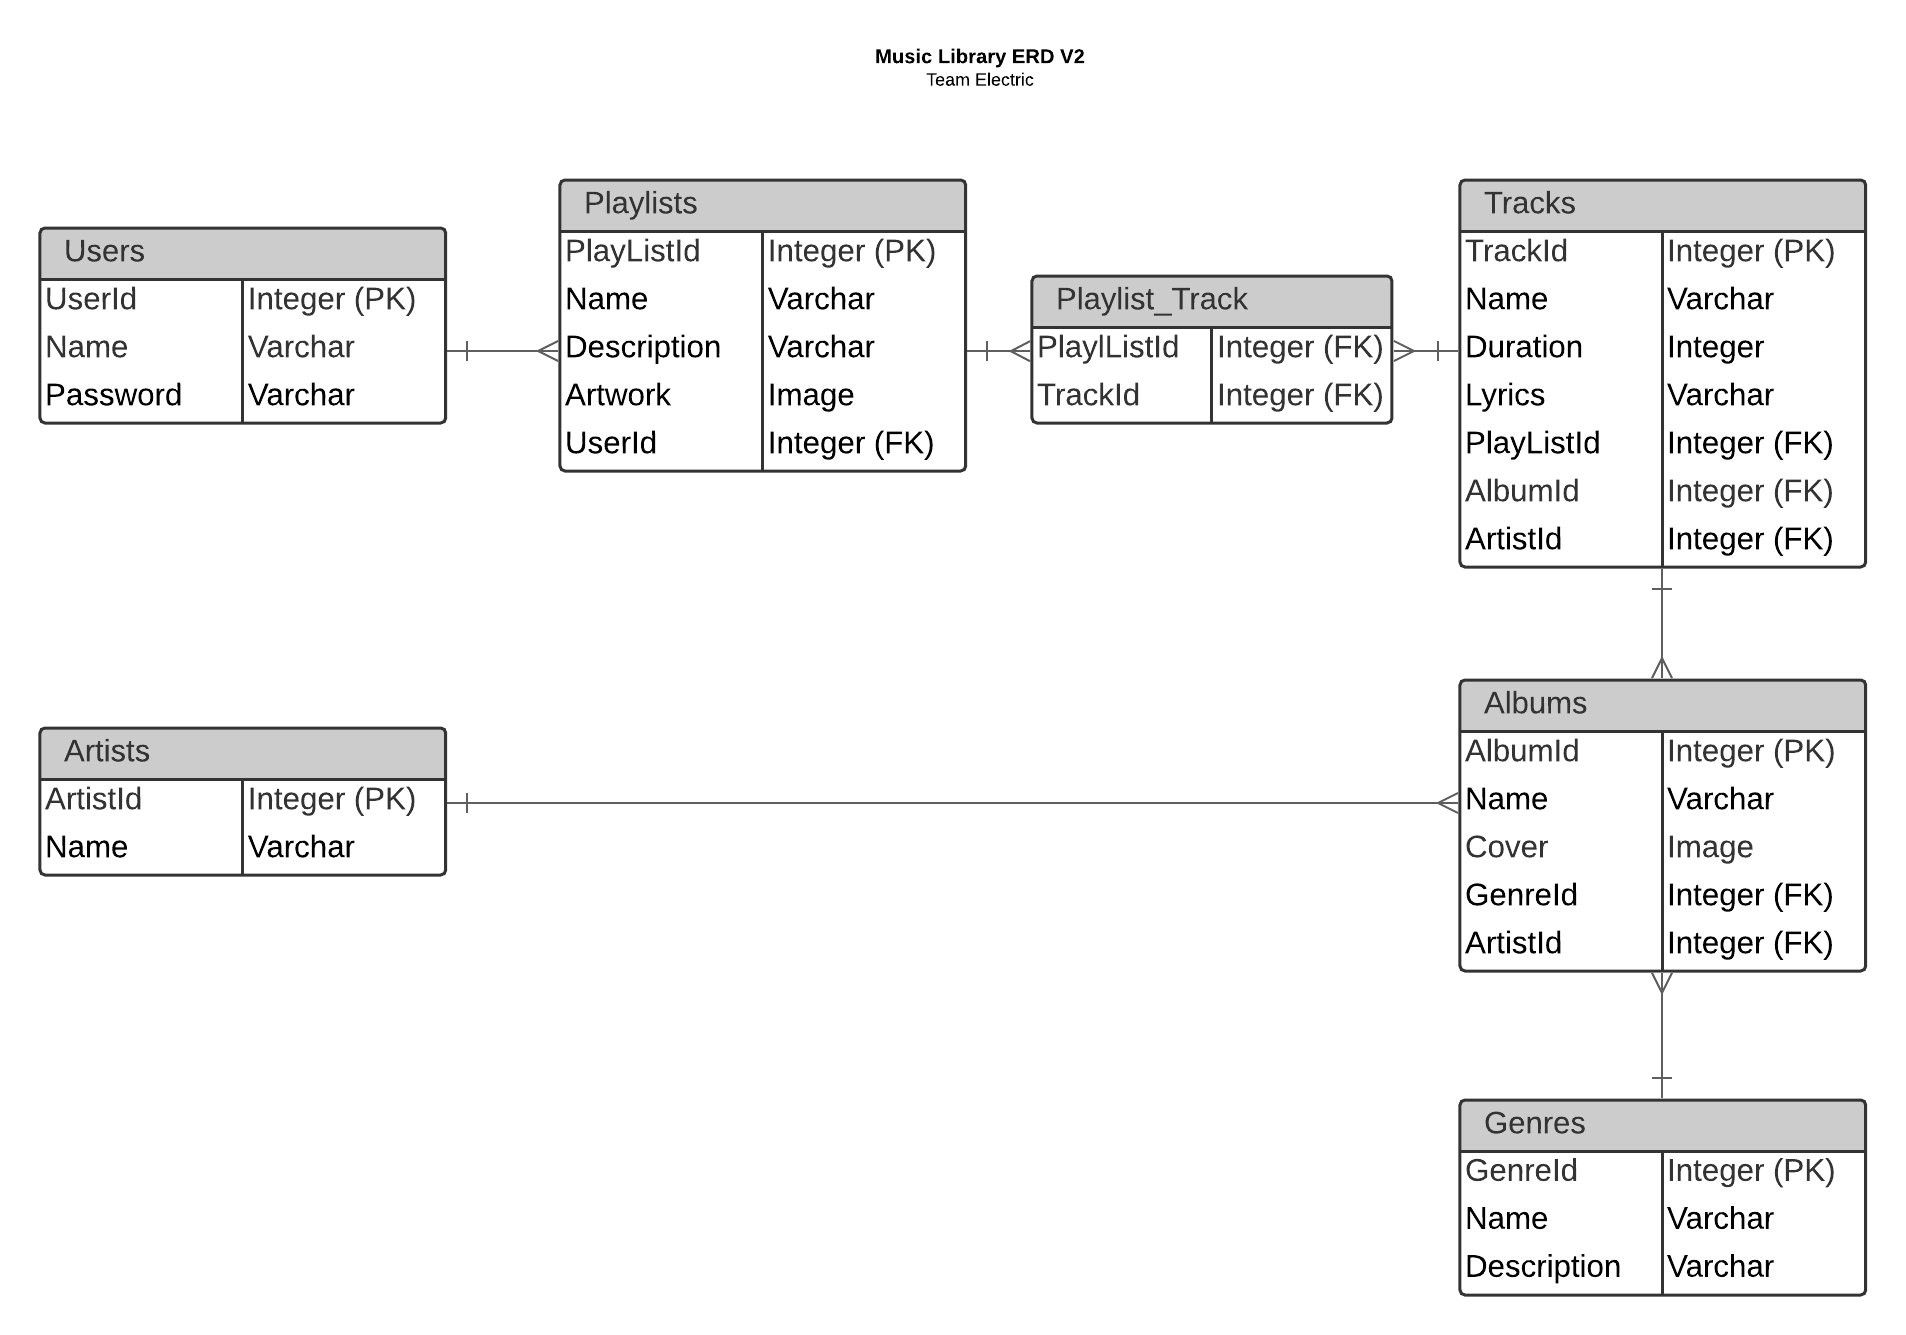 Music Library ERD V2
Team Electric
Users
UserId Integer (PK)
Name Varchar
Password Varchar
Playlists
PlayListId Integer (PK)
Name Varchar
Description Varchar
Artwork Image
UserId Integer (FK)
Playlist_Track
PlaylListId Integer (FK)
TrackId Integer (FK)
Tracks
TrackId Integer (PK)
Name Varchar
Duration Integer
Lyrics Varchar
PlayListId Integer (FK)
AlbumId Integer (FK)
ArtistId Integer (FK)
Artists
ArtistId Integer (PK)
Name Varchar
Albums
AlbumId Integer (PK)
Name Varchar
Cover Image
GenreId Integer (FK)
ArtistId Integer (FK)
Genres
GenreId Integer (PK)
Name Varchar
Description Varchar